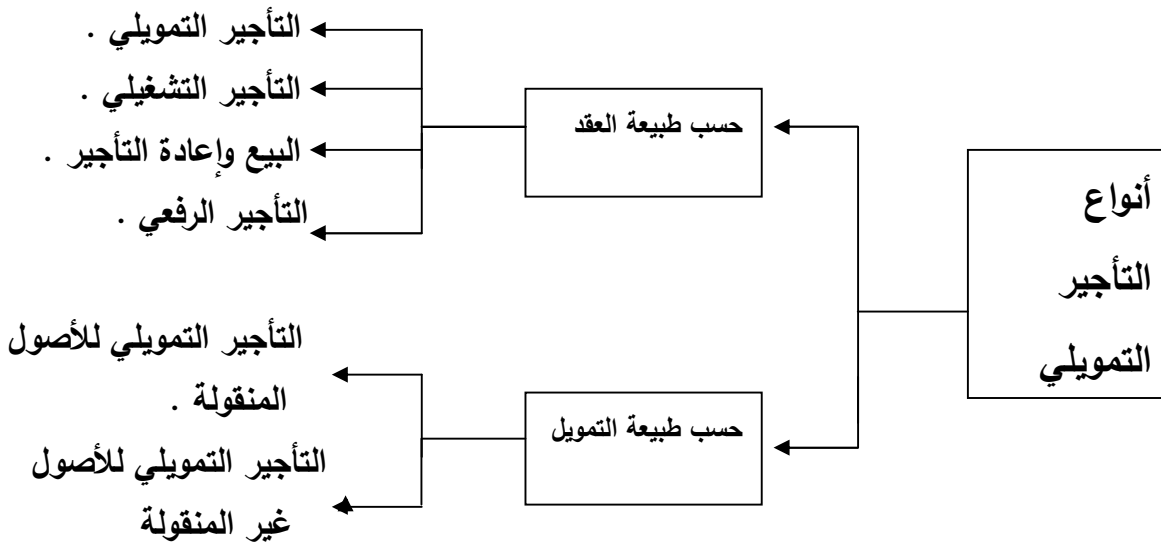 أنواع
التأجير
التمويلي
حسب طبيعة العقد
التأجير التمويلي .
التأجير التشغيلي .
البيع وإعادة التأجير .
التأجير الرفعي .
حسب طبيعة التمويل
التأجير التمويلي للأصول
المنقولة .
التأجير التمويلي للأصول
غير المنقولة